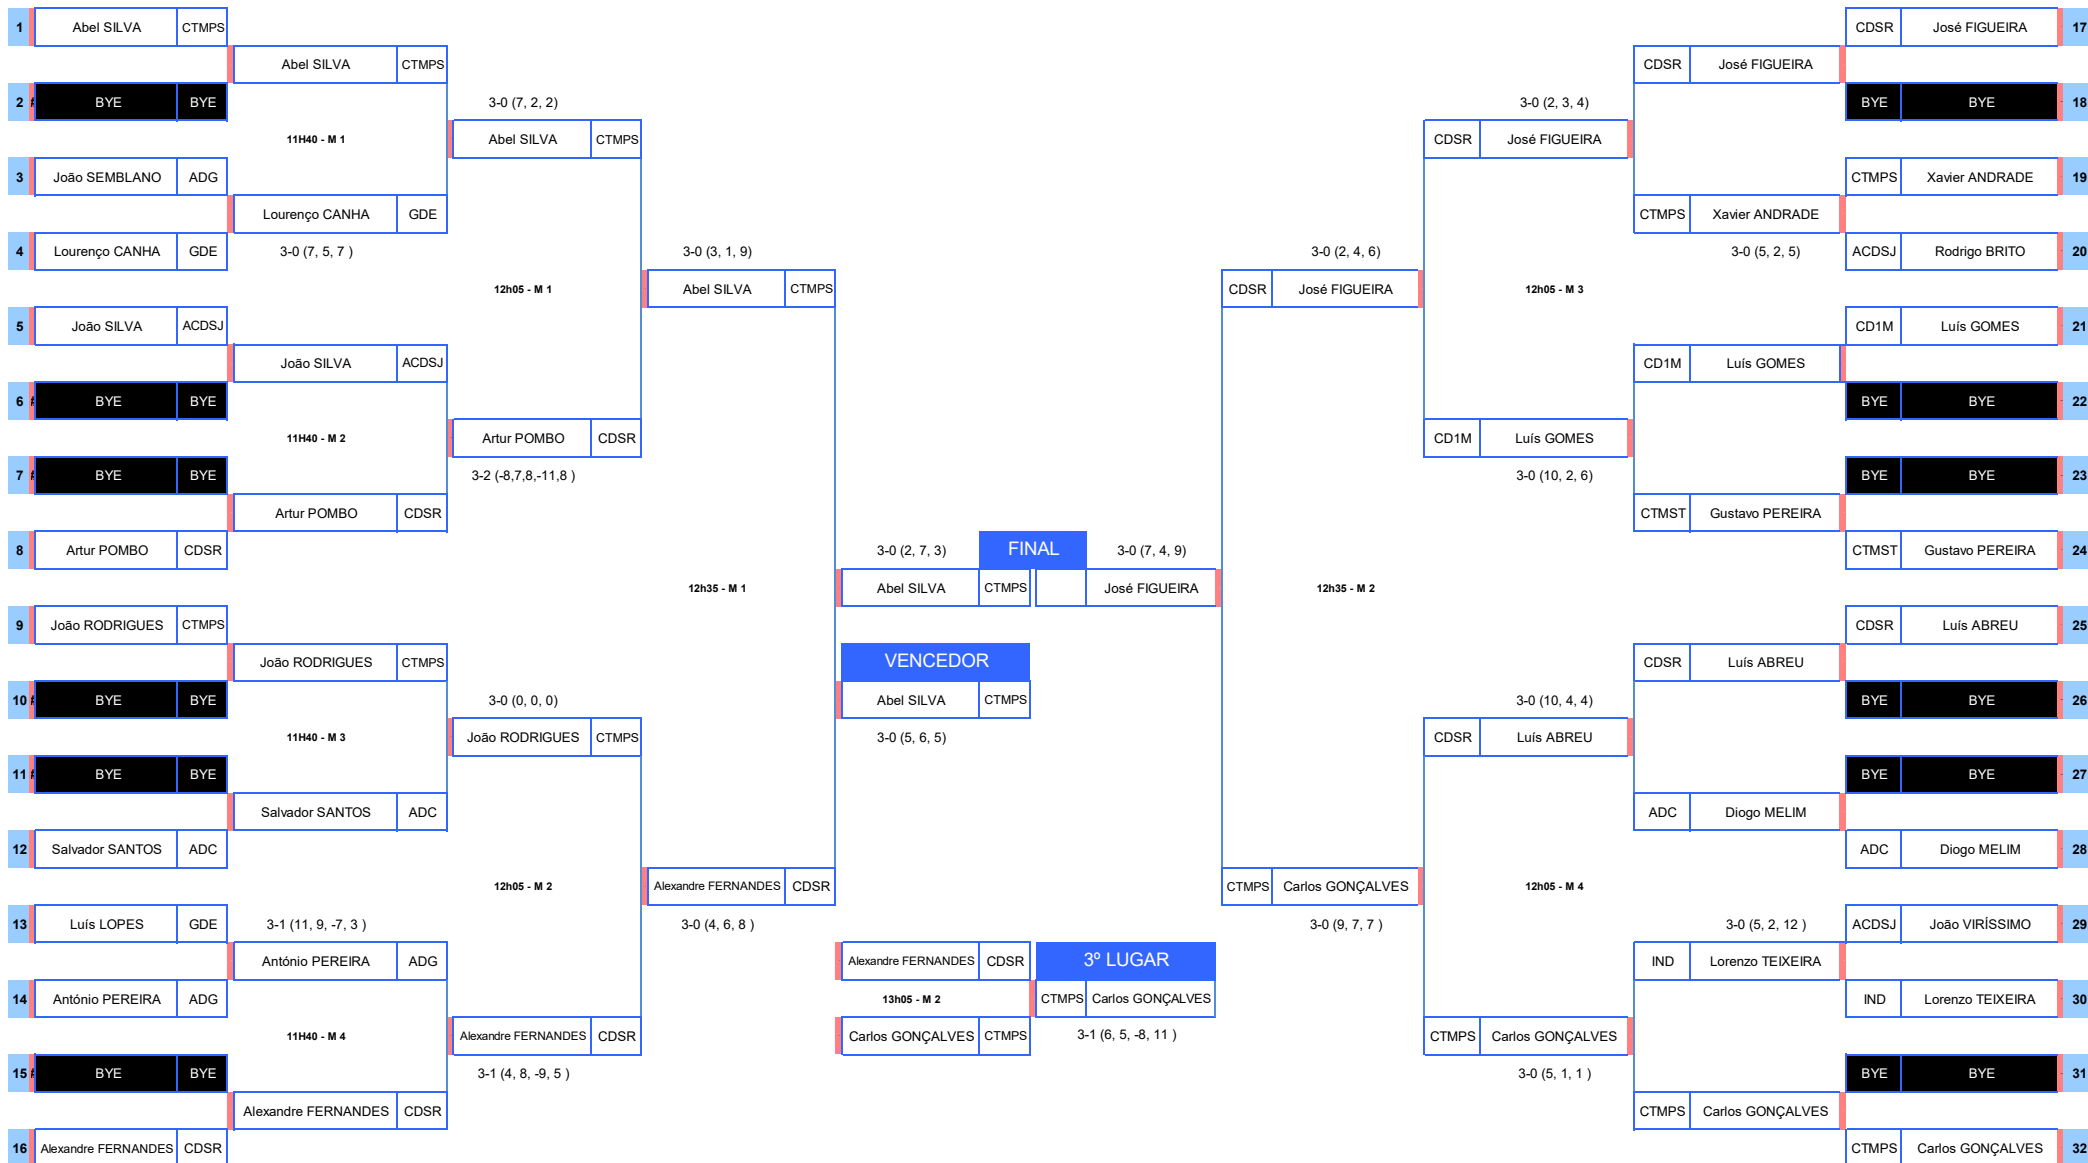 1 Abel SILVA CTMPS CDSR José FIGUEIRA 17
Abel SILVA CTMPS CDSR José FIGUEIRA
2 # BYE BYE 3-0 (7, 2, 2) 3-0 (2, 3, 4) BYE BYE 18
11H40 - M 1 Abel SILVA CTMPS CDSR José FIGUEIRA
3 João SEMBLANO ADG CTMPS Xavier ANDRADE 19
Lourenço CANHA GDE CTMPS Xavier ANDRADE
4 Lourenço CANHA GDE 3-0 (7, 5, 7 ) 3-0 (3, 1, 9) 3-0 (2, 4, 6) 3-0 (5, 2, 5) ACDSJ Rodrigo BRITO 20
12h05 - M 1 Abel SILVA CTMPS CDSR José FIGUEIRA 12h05 - M 3
5 João SILVA ACDSJ CD1M Luís GOMES 21
João SILVA ACDSJ CD1M Luís GOMES
6 # BYE BYE BYE BYE 22
11H40 - M 2 Artur POMBO CDSR CD1M Luís GOMES
7 # BYE BYE 3-2 (-8,7,8,-11,8 ) 3-0 (10, 2, 6) BYE BYE 23
Artur POMBO CDSR CTMST Gustavo PEREIRA
8 Artur POMBO CDSR 3-0 (2, 7, 3) FINAL 3-0 (7, 4, 9) CTMST Gustavo PEREIRA 24
12h35 - M 1 Abel SILVA CTMPS José FIGUEIRA 12h35 - M 2
9 João RODRIGUES CTMPS CDSR Luís ABREU 25
João RODRIGUES CTMPS VENCEDOR CDSR Luís ABREU
10 # BYE BYE 3-0 (0, 0, 0) Abel SILVA CTMPS 3-0 (10, 4, 4) BYE BYE 26
11H40 - M 3 João RODRIGUES CTMPS 3-0 (5, 6, 5) CDSR Luís ABREU
11 # BYE BYE BYE BYE 27
Salvador SANTOS ADC ADC Diogo MELIM
12 Salvador SANTOS ADC ADC Diogo MELIM 28
12h05 - M 2 Alexandre FERNANDES CDSR CTMPS Carlos GONÇALVES 12h05 - M 4
13 Luís LOPES GDE 3-1 (11, 9, -7, 3 ) 3-0 (4, 6, 8 ) 3-0 (9, 7, 7 ) 3-0 (5, 2, 12 ) ACDSJ João VIRÍSSIMO 29
António PEREIRA ADG Alexandre FERNANDES CDSR 3º LUGAR IND Lorenzo TEIXEIRA
14 António PEREIRA ADG 13h05 - M 2 CTMPS Carlos GONÇALVES IND Lorenzo TEIXEIRA 30
11H40 - M 4 Alexandre FERNANDES CDSR Carlos GONÇALVES CTMPS 3-1 (6, 5, -8, 11 ) CTMPS Carlos GONÇALVES
15 # BYE BYE 3-1 (4, 8, -9, 5 ) 3-0 (5, 1, 1 ) BYE BYE 31
Alexandre FERNANDES CDSR CTMPS Carlos GONÇALVES
16 Alexandre FERNANDES CDSR CTMPS Carlos GONÇALVES 32